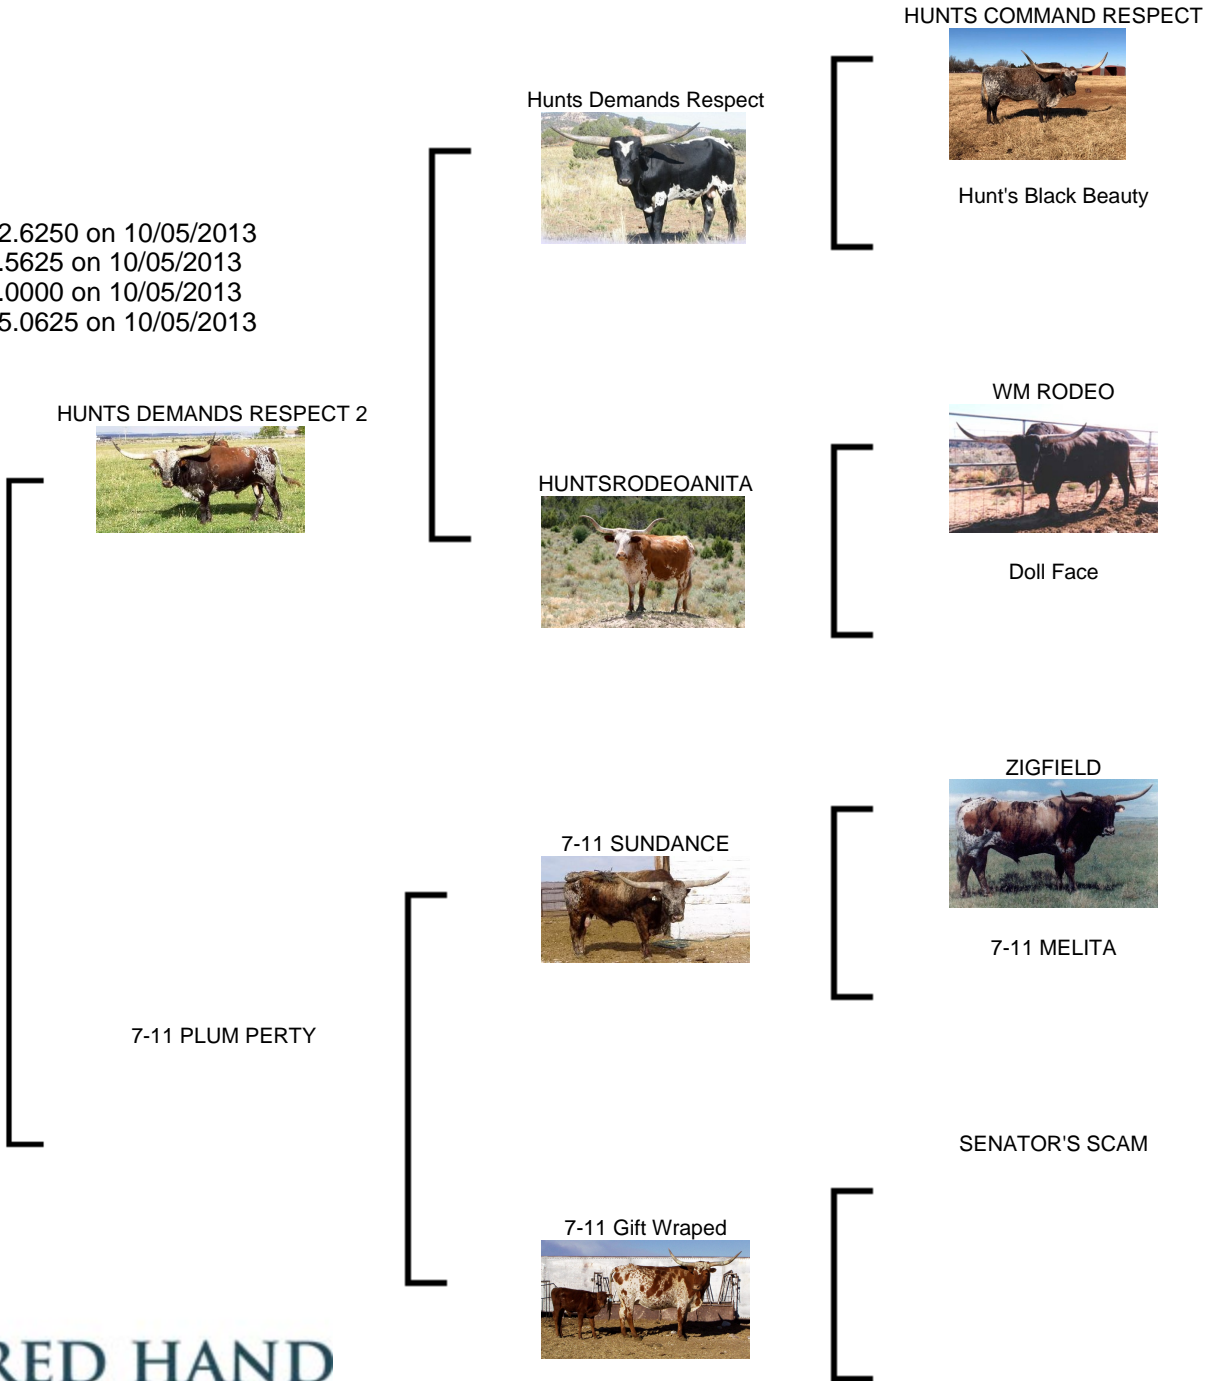 HUNTS COMMAND RESPECT
Hunts Demands Respect
Hunt's Black Beauty
2.6250 on 10/05/2013
.5625 on 10/05/2013
.0000 on 10/05/2013
5.0625 on 10/05/2013
WM RODEO
HUNTS DEMANDS RESPECT 2
HUNTSRODEOANITA
Doll Face
ZIGFIELD
7-11 SUNDANCE
7-11 MELITA
7-11 PLUM PERTY
SENATOR'S SCAM
7-11 Gift Wraped
RED HAND